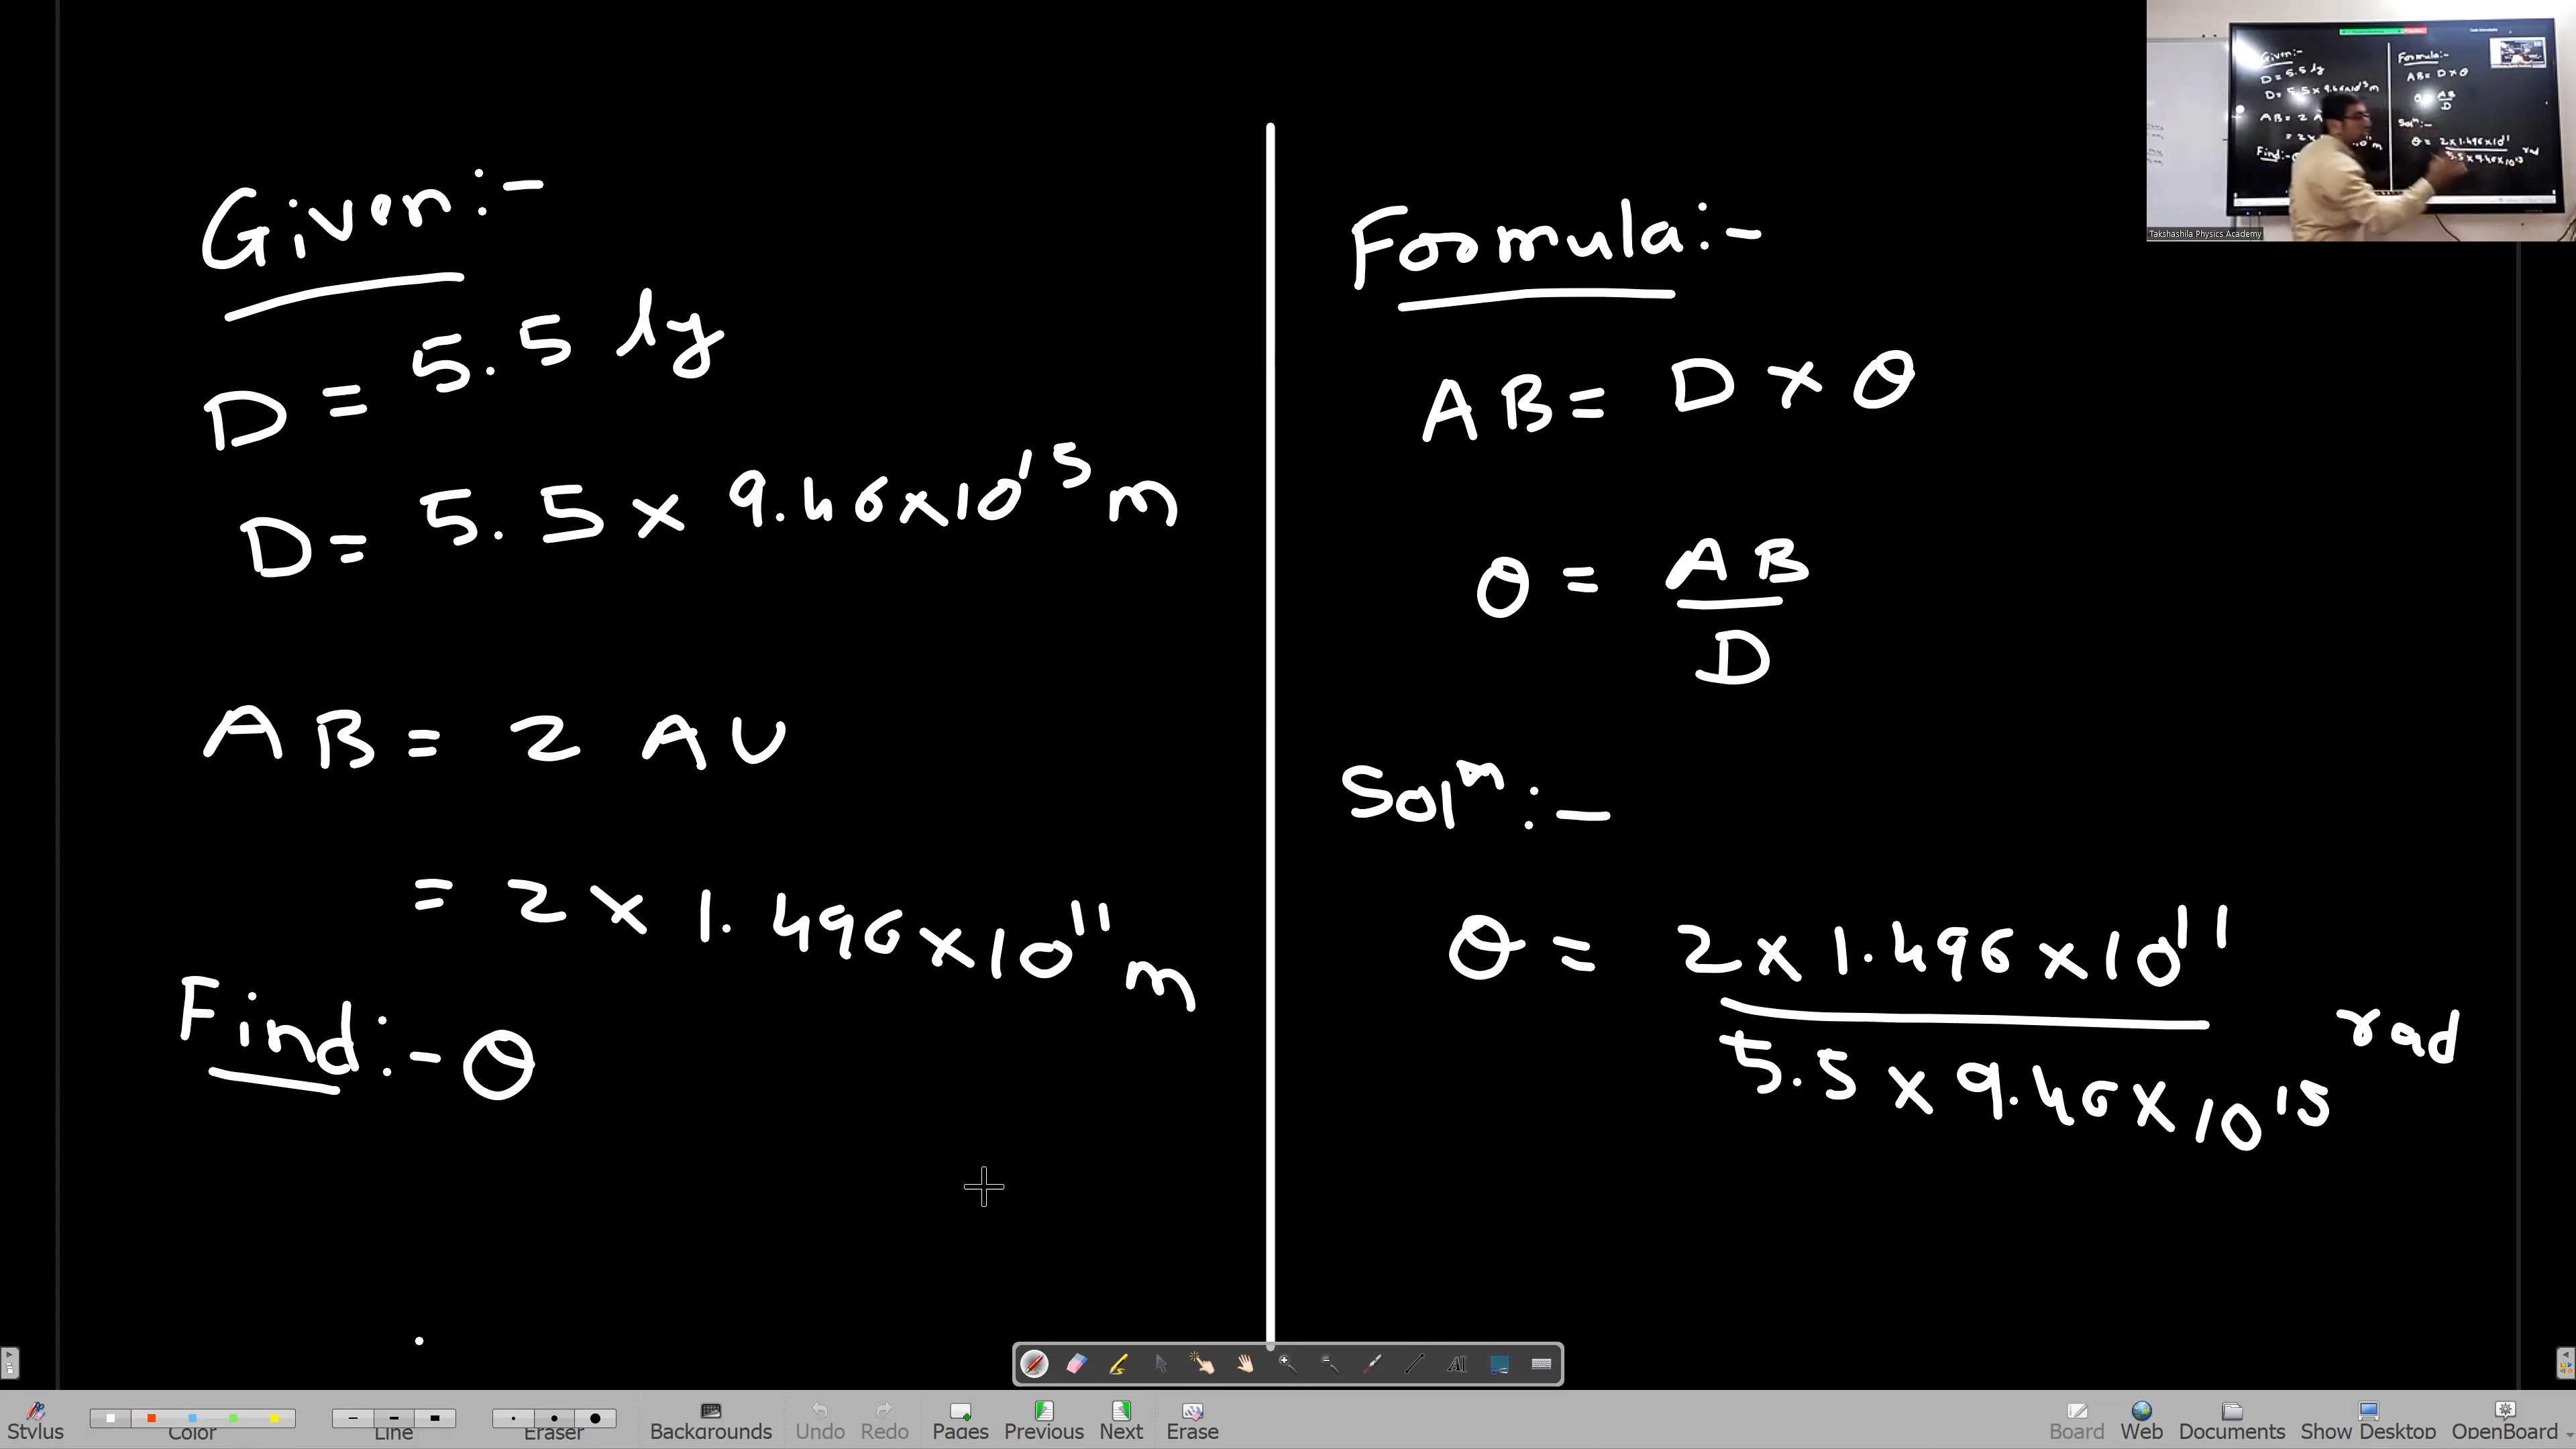 Given:-
D = 5.5 ly
D = 5.5 × 9.46×10¹⁵ m
AB = 2 AU
= 2 × 1.496×10¹¹ m
Find:- θ
Formula:-
AB = D × θ
θ = AB
D
Solⁿ:-
θ = 2×1.496×10¹¹
5.5×9.46×10¹⁵ rad
Takshashila Physics Academy
Stylus
Color
Line
Eraser
Backgrounds
Undo
Redo
Pages
Previous
Next
Erase
Board
Web
Documents
Show Desktop
OpenBoard